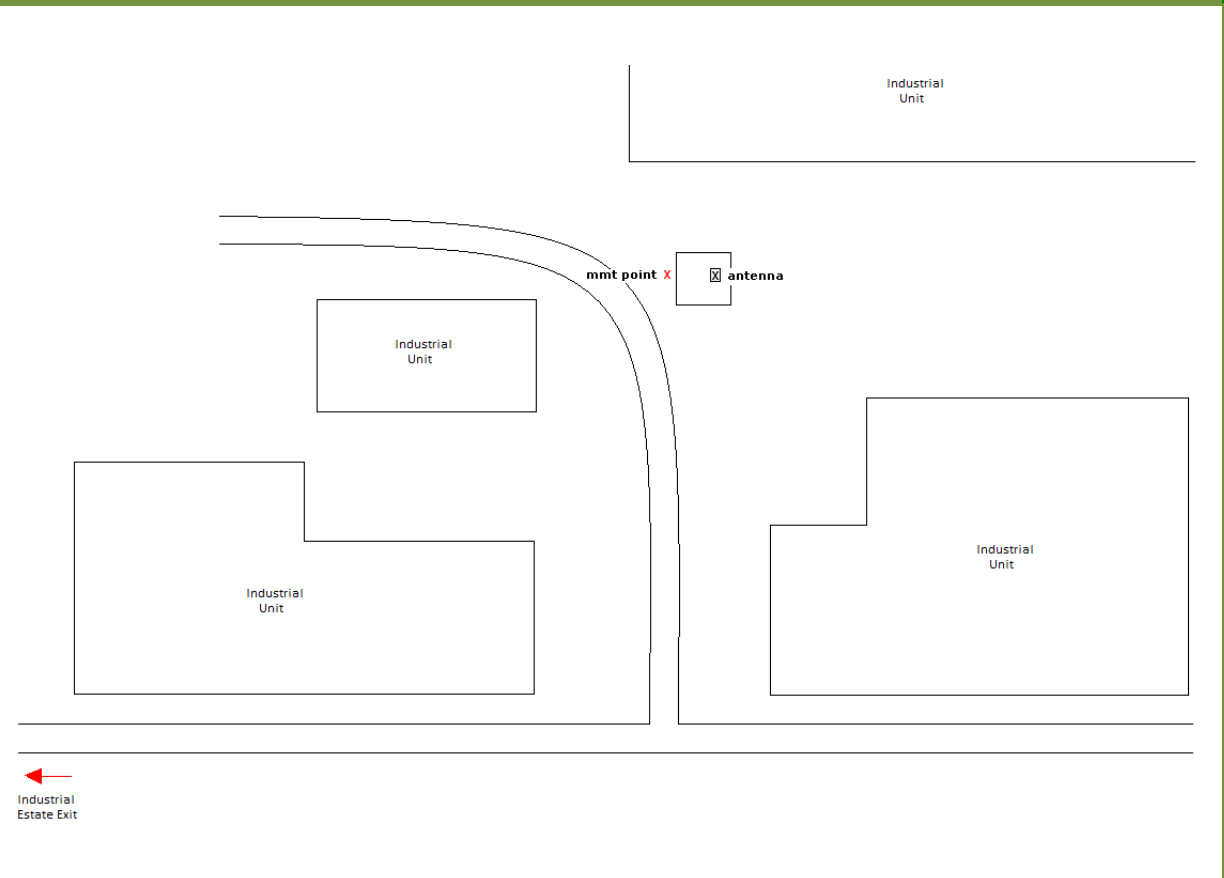 Industrial
Unit
mmt point X
X antenna
Industrial
Unit
Industrial
Unit
Industrial
Unit
Industrial
Estate Exit